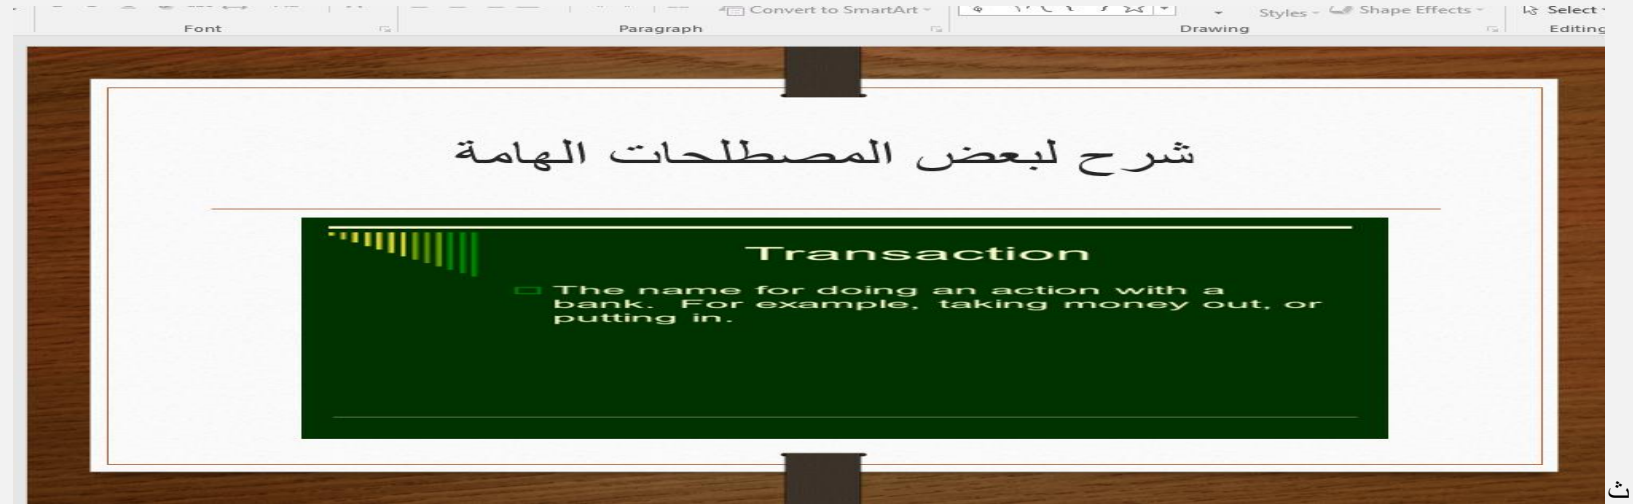 Convert to SmartArt
Styles
Shape Effects
Select
Font
Paragraph
Drawing
Editing
شرح لبعض المصطلحات الهامة
Transaction
The name for doing an action with a
bank. For example, taking money out, or
putting in.
ث